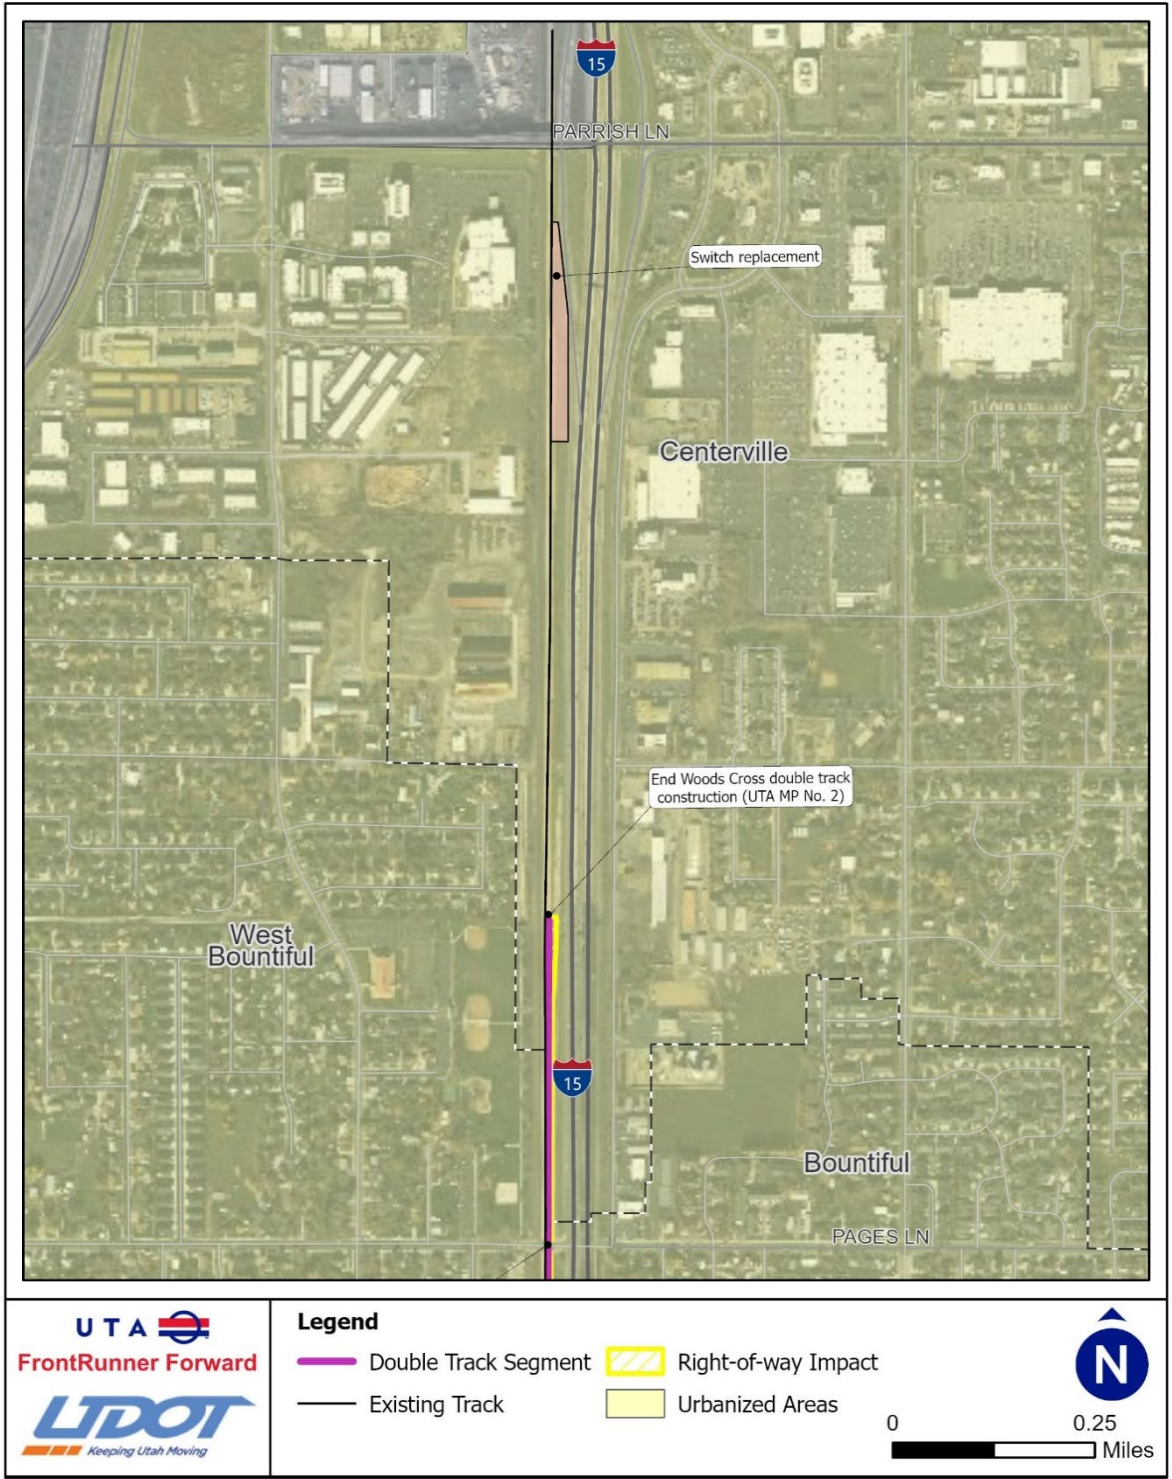 15
PARRISH LN
Switch replacement
Centerville
End Woods Cross double track
construction (UTA MP No. 2)
West
Bountiful
15
Bountiful
PAGES LN
UTA
FrontRunner Forward
UDOT
Keeping Utah Moving
Legend
Double Track Segment
Right-of-way Impact
Existing Track
Urbanized Areas
N
0 0.25
Miles